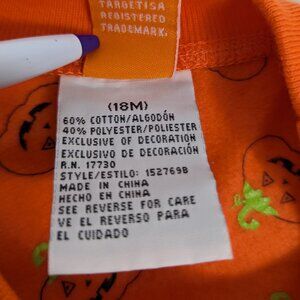 TARGET IS A
REGISTERED
TRADEMARK.
(18M)
60% COTTON/ALGODÓN
40% POLYESTER/POLIESTER
EXCLUSIVE OF DECORATION
EXCLUSIVO DE DECORACIÓN
R.N. 17730
STYLE/ESTILO: 152769B
MADE IN CHINA
HECHO EN CHINA
SEE REVERSE FOR CARE
VE EL REVERSO PARA
EL CUIDADO